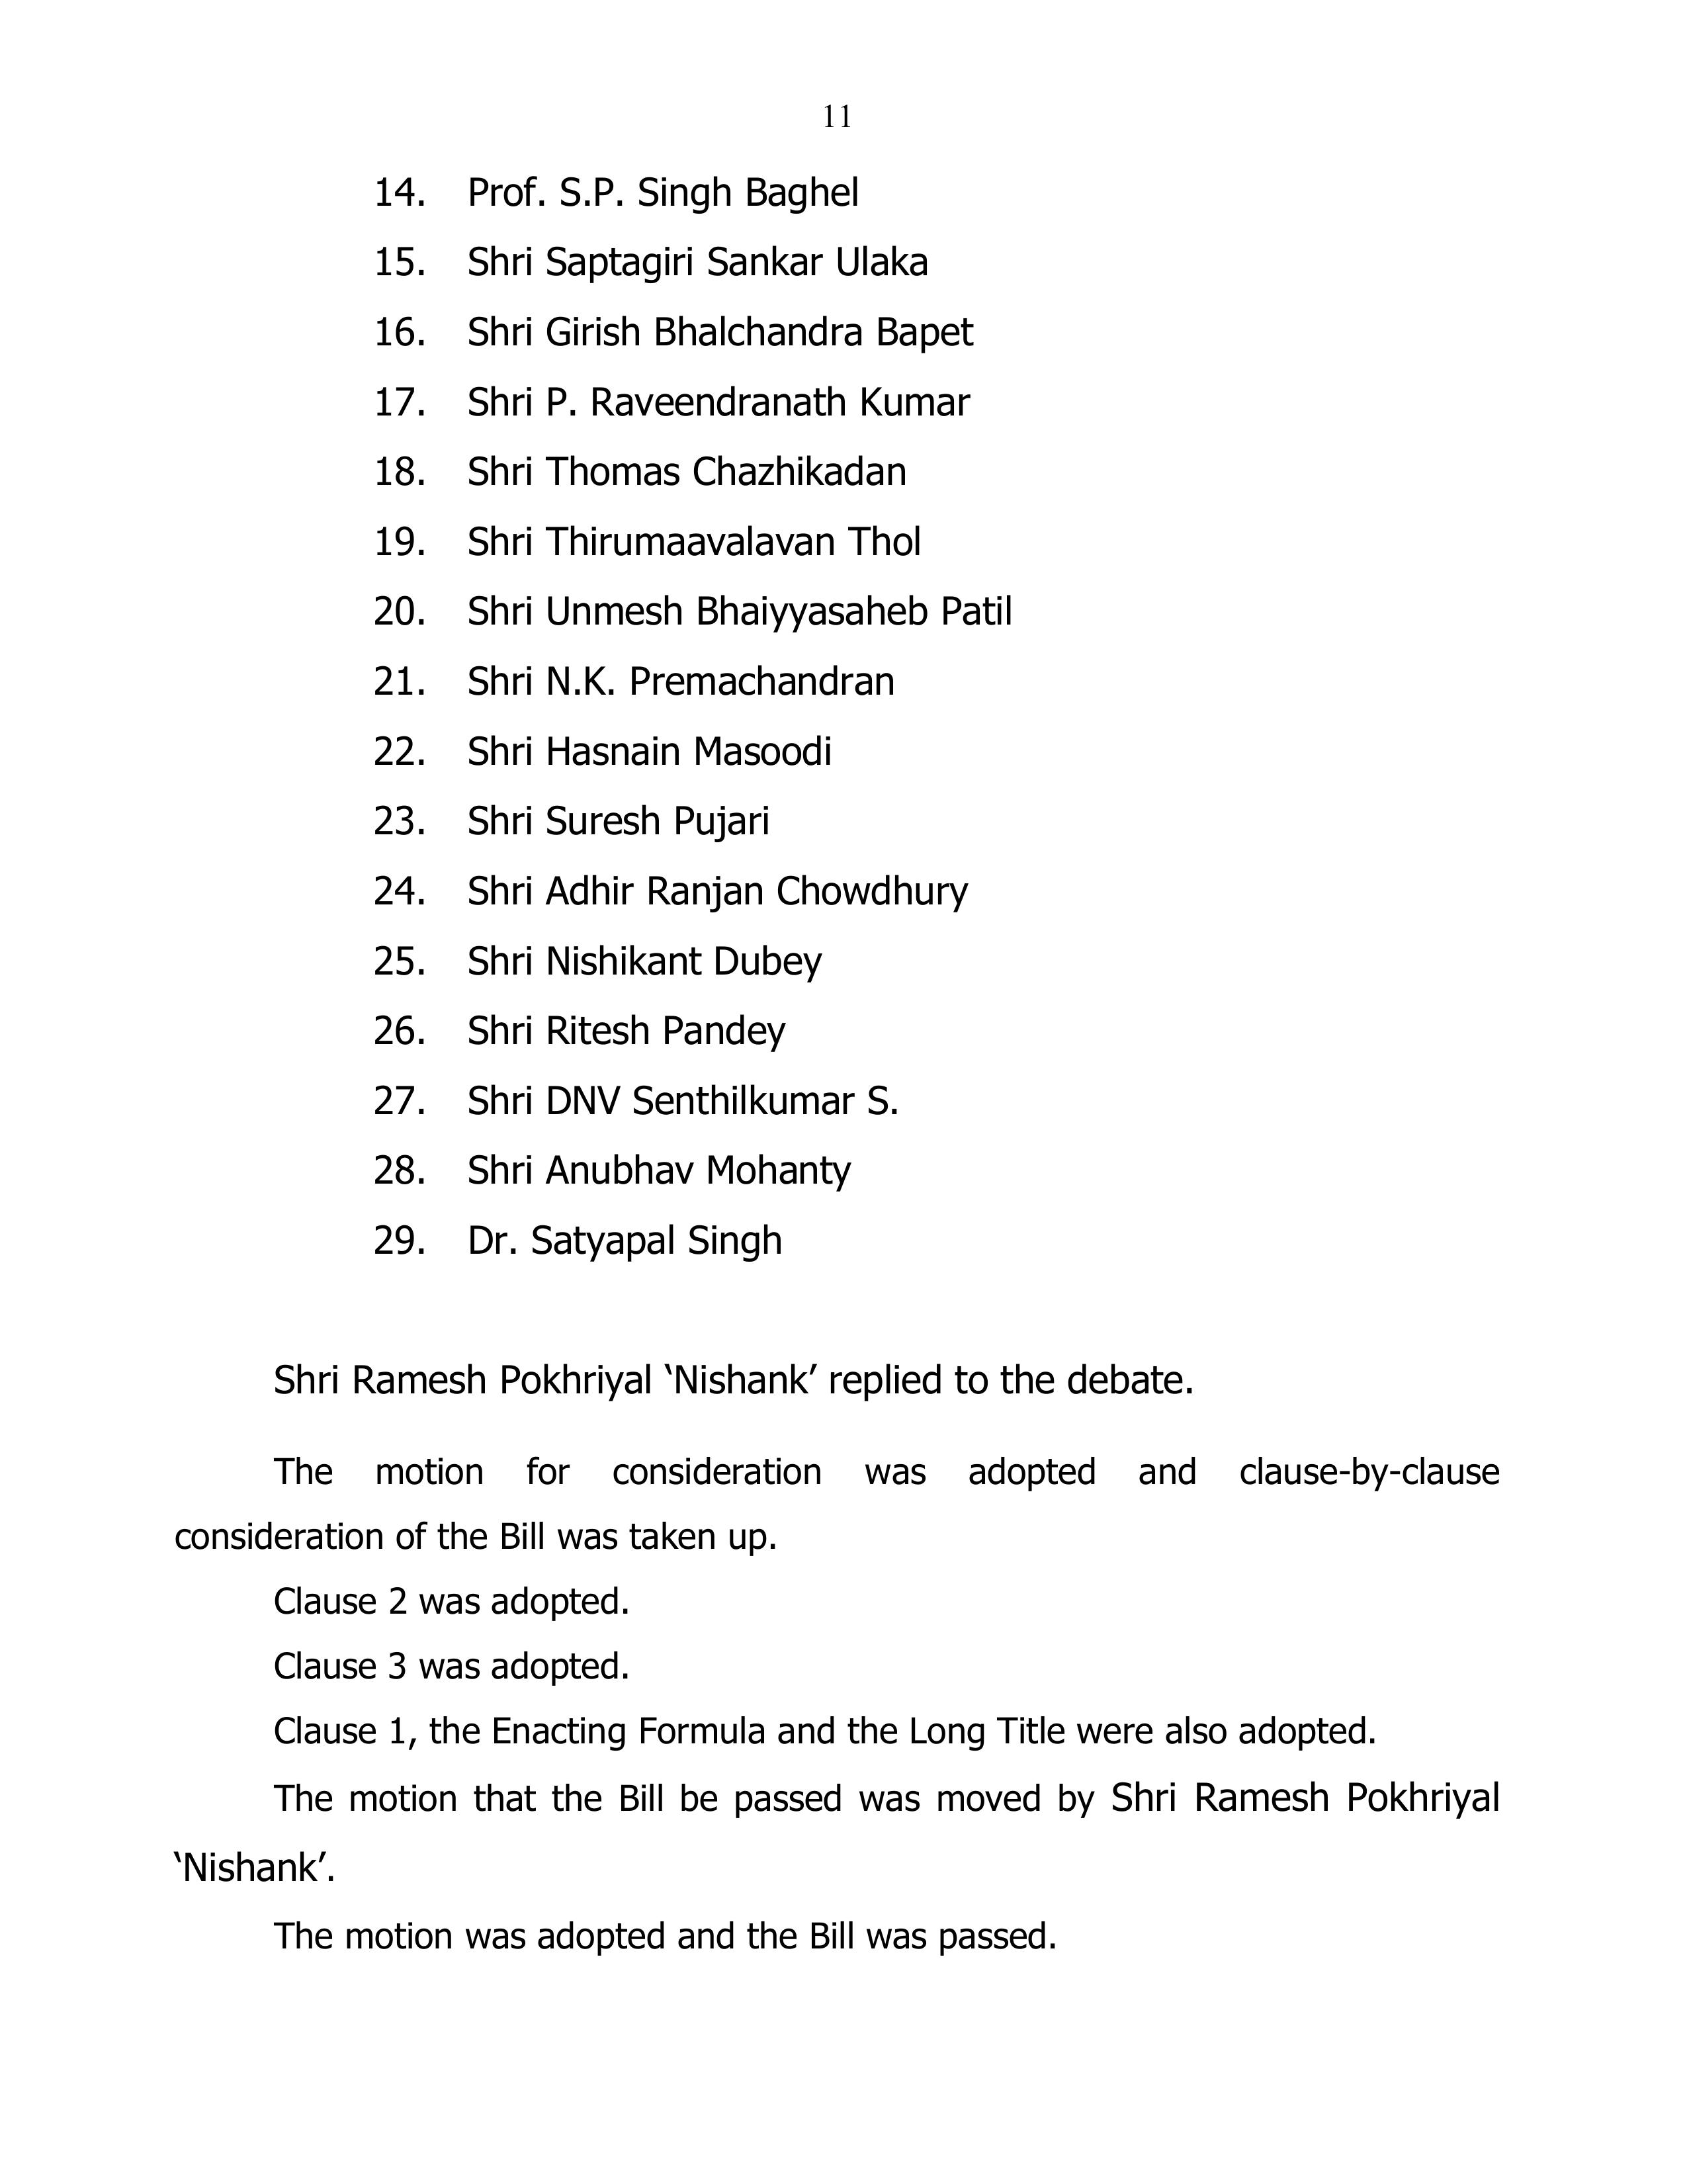 11
14. Prof. S.P. Singh Baghel
15. Shri Saptagiri Sankar Ulaka
16. Shri Girish Bhalchandra Bapet
17. Shri P. Raveendranath Kumar
18. Shri Thomas Chazhikadan
19. Shri Thirumaavalavan Thol
20. Shri Unmesh Bhaiyyasaheb Patil
21. Shri N.K. Premachandran
22. Shri Hasnain Masoodi
23. Shri Suresh Pujari
24. Shri Adhir Ranjan Chowdhury
25. Shri Nishikant Dubey
26. Shri Ritesh Pandey
27. Shri DNV Senthilkumar S.
28. Shri Anubhav Mohanty
29. Dr. Satyapal Singh
Shri Ramesh Pokhriyal ‘Nishank’ replied to the debate.
The motion for consideration was adopted and clause-by-clause
consideration of the Bill was taken up.
Clause 2 was adopted.
Clause 3 was adopted.
Clause 1, the Enacting Formula and the Long Title were also adopted.
The motion that the Bill be passed was moved by Shri Ramesh Pokhriyal
‘Nishank’.
The motion was adopted and the Bill was passed.